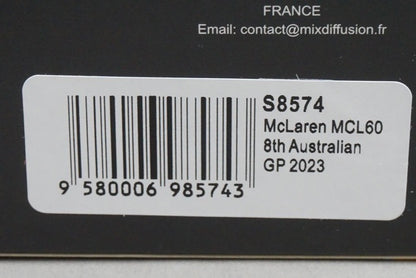 FRANCE
Email: contact@mixdiffusion.fr
S8574
McLaren MCL60
8th Australian
GP 2023
9 580006 985743